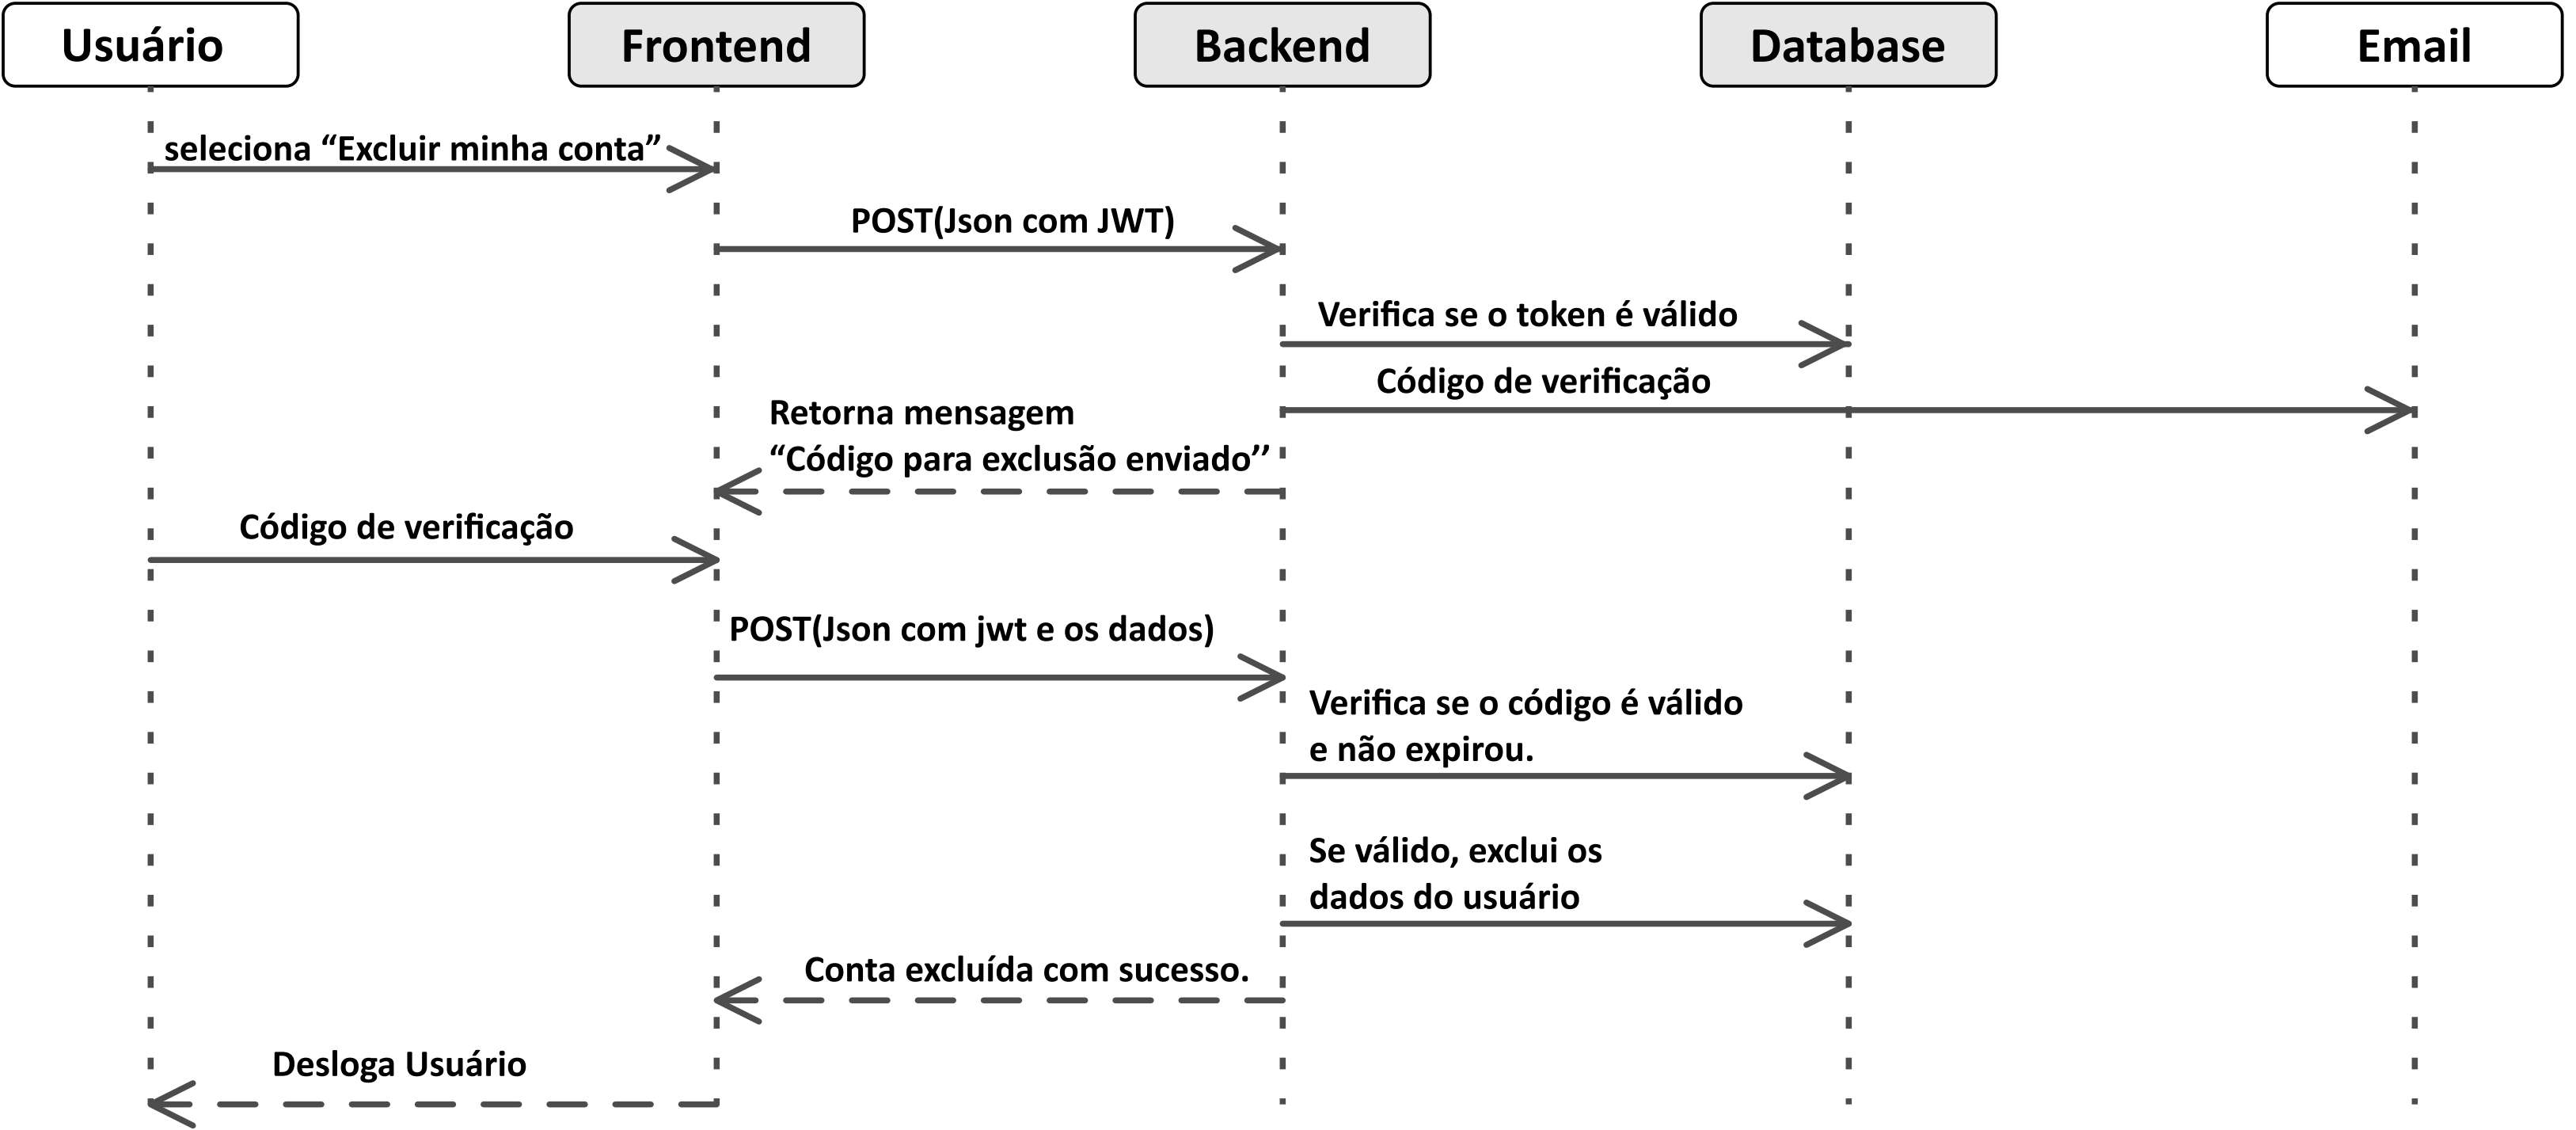 Usuário
Frontend
Backend
Database
Email
seleciona “Excluir minha conta”
POST(Json com JWT)
Verifica se o token é válido
Código de verificação
Retorna mensagem
“Código para exclusão enviado’’
Código de verificação
POST(Json com jwt e os dados)
Verifica se o código é válido
e não expirou.
Se válido, exclui os
dados do usuário
Conta excluída com sucesso.
Desloga Usuário